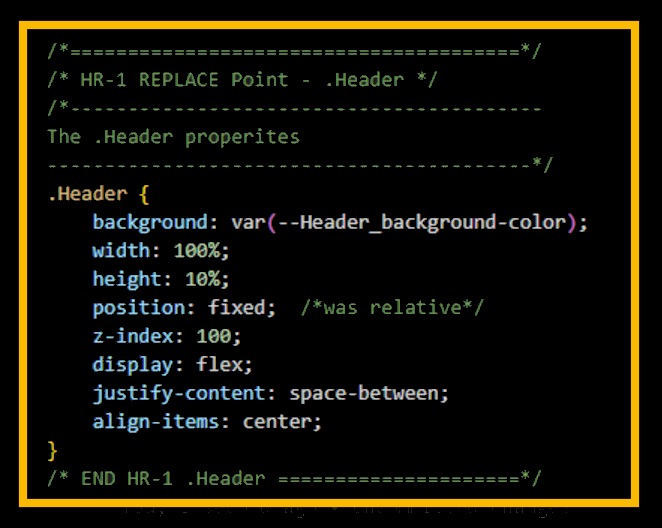 /*=======================================*/
/* HR-1 REPLACE Point - .Header */
/*-----------------------------------------
The .Header properites
------------------------------------------*/
.Header {
    background: var(--Header_background-color);
    width: 100%;
    height: 10%;
    position: fixed;  /*was relative*/
    z-index: 100;
    display: flex;
    justify-content: space-between;
    align-items: center;
}
/* END HR-1 .Header =====================*/